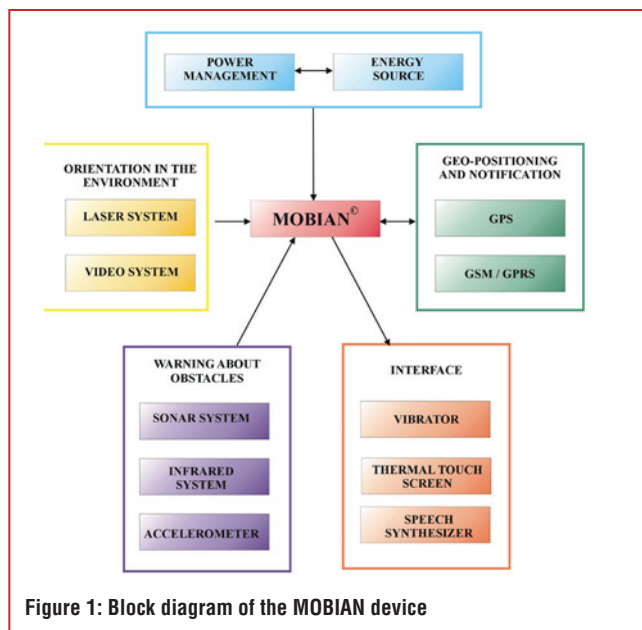 POWER
MANAGEMENT
ENERGY
SOURCE
ORIENTATION IN THE
ENVIRONMENT
LASER SYSTEM
VIDEO SYSTEM
MOBIAN©
GEO-POSITIONING
AND NOTIFICATION
GPS
GSM / GPRS
WARNING ABOUT
OBSTACLES
SONAR SYSTEM
INFRARED
SYSTEM
ACCELEROMETER
INTERFACE
VIBRATOR
THERMAL TOUCH
SCREEN
SPEECH
SYNTHESIZER
Figure 1: Block diagram of the MOBIAN device